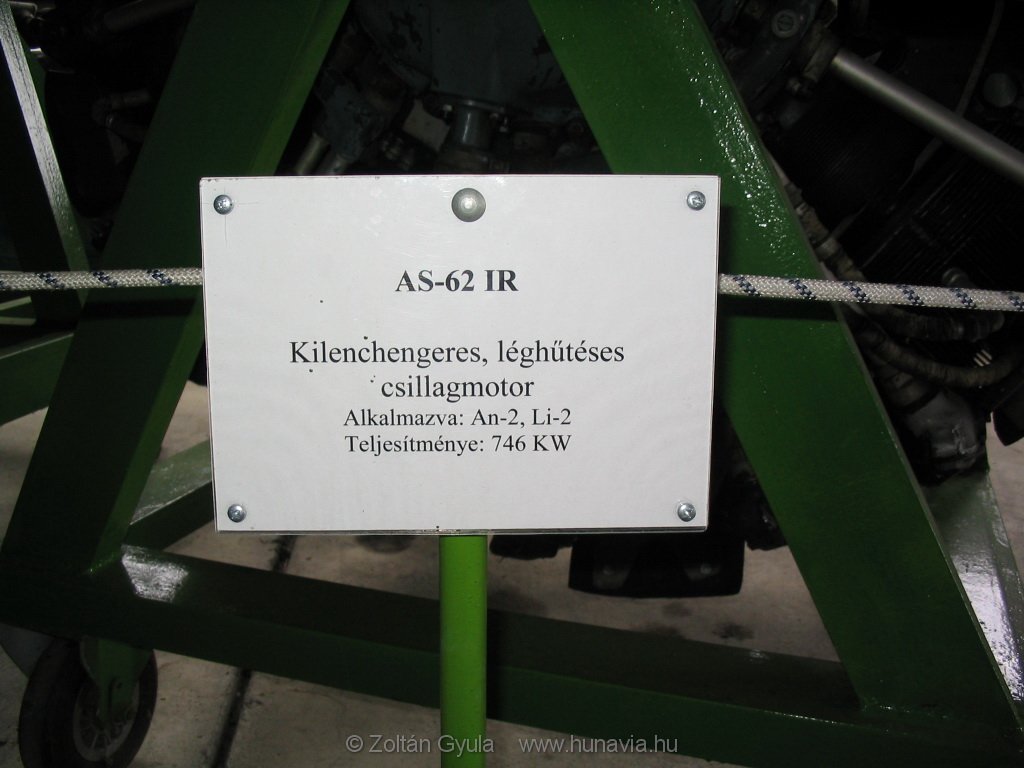 AS-62 IR
Kilenchengeres, léghűtéses
csillagmotor
Alkalmazva: An-2, Li-2
Teljesítménye: 746 KW
© Zoltán Gyula www.hunavia.hu